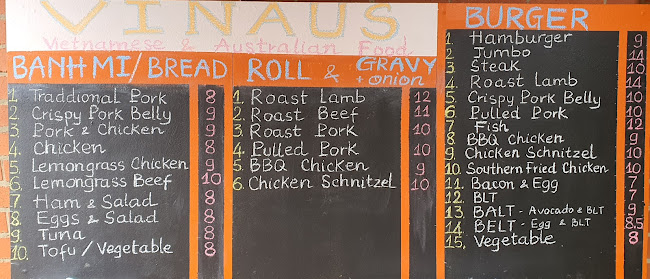 VINAUS
Vietnamese & Australian Food
BANH MI/BREAD
1. Traddional Pork 8
2. Crispy Pork Belly 9
3. Pork & Chicken 9
4. Chicken 8
5. Lemongrass Chicken 9
6. Lemongrass Beef 10
7. Ham & Salad 8
8. Eggs & Salad 8
9. Tuna 8
10. Tofu / Vegetable 8
ROLL & GRAVY
+ onion
1. Roast Lamb 12
2. Roast Beef 11
3. Roast Pork 10
4. Pulled Pork 10
5. BBQ Chicken 9
6. Chicken Schnitzel 10
BURGER
1. Hamburger 9
2. Jumbo 14
3. Steak 10
4. Roast lamb 14
5. Crispy Pork Belly 10
6. Pulled Pork 10
7 Fish 12
8. BBQ Chicken 9
9. Chicken Schnitzel 10
10. Southern Fried Chicken 10
11. Bacon & Egg 7
12. BLT 7
13. BALT - Avocado & BLT 9
14. BELT - Egg & BLT 8.5
15. Vegetable 8